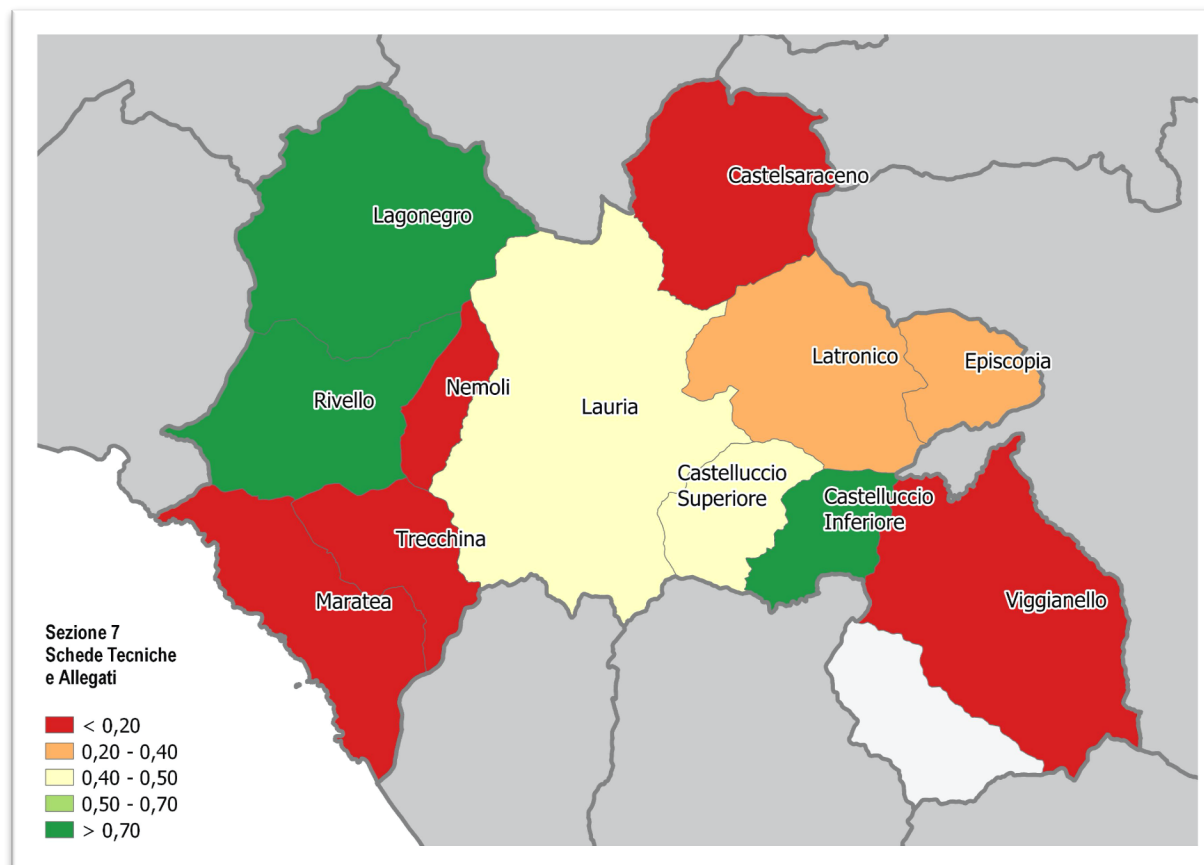 Castelsaraceno
Lagonegro
Latronico
Episcopia
Nemoli
Rivello
Lauria
Castelluccio
Superiore
Castelluccio
Inferiore
Trecchina
Maratea
Viggianello
Sezione 7
Schede Tecniche
e Allegati
< 0,20
0,20 - 0,40
0,40 - 0,50
0,50 - 0,70
> 0,70